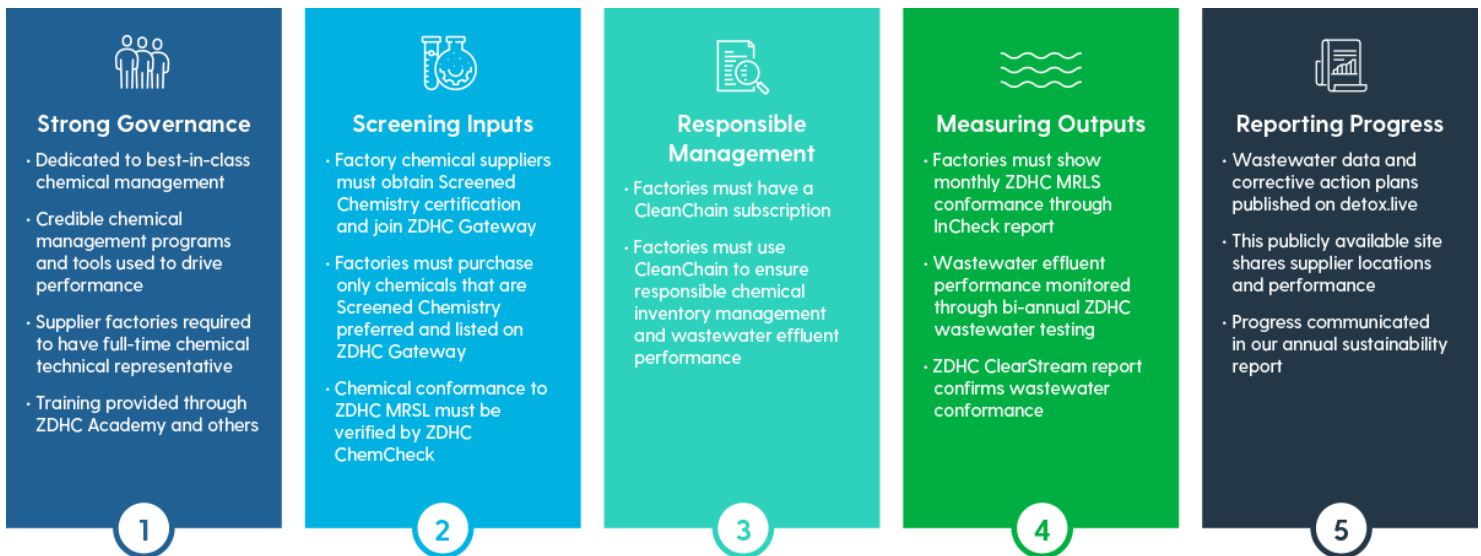 Strong Governance
· Dedicated to best-in-class
chemical management
· Credible chemical
management programs
and tools used to drive
performance
· Supplier factories required
to have full-time chemical
technical representative
· Training provided through
ZDHC Academy and others
1
Screening Inputs
· Factory chemical suppliers
must obtain Screened
Chemistry certification
and join ZDHC Gateway
· Factories must purchase
only chemicals that are
Screened Chemistry
preferred and listed on
ZDHC Gateway
· Chemical conformance to
ZDHC MRSL must be
verified by ZDHC
ChemCheck
2
Responsible
Management
· Factories must have a
CleanChain subscription
· Factories must use
CleanChain to ensure
responsible chemical
inventory management
and wastewater effluent
performance
3
Measuring Outputs
· Factories must show
monthly ZDHC MRLS
conformance through
InCheck report
· Wastewater effluent
performance monitored
through bi-annual ZDHC
wastewater testing
· ZDHC ClearStream report
confirms wastewater
conformance
4
Reporting Progress
· Wastewater data and
corrective action plans
published on detox.live
· This publicly available site
shares supplier locations
and performance
· Progress communicated
in our annual sustainability
report
5